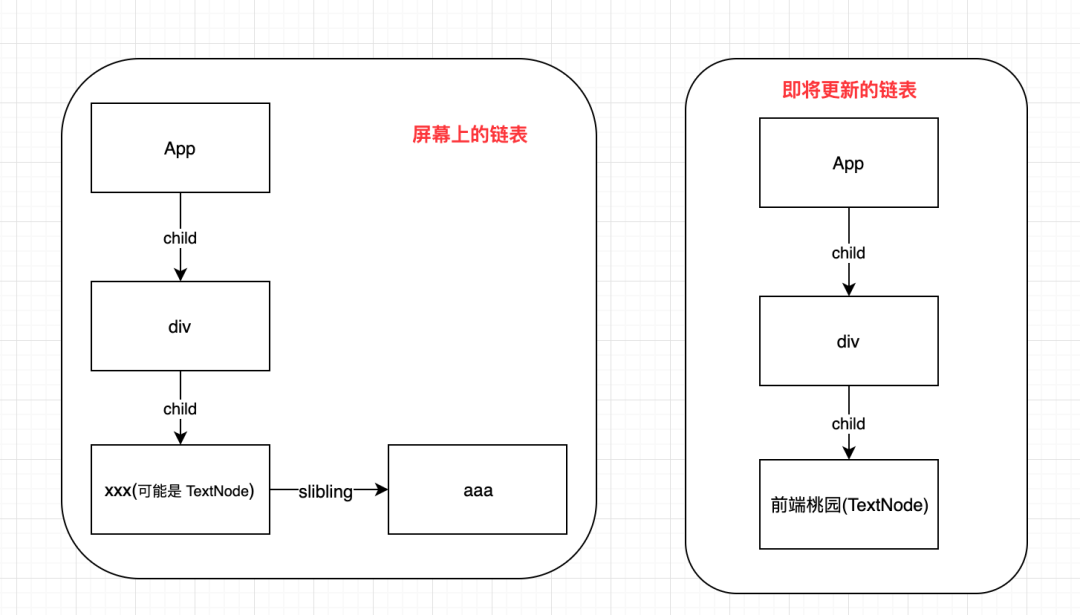 屏幕上的链表
App
child
div
child
xxx(可能是 TextNode)
slibling
aaa
即将更新的链表
App
child
div
child
前端桃园(TextNode)